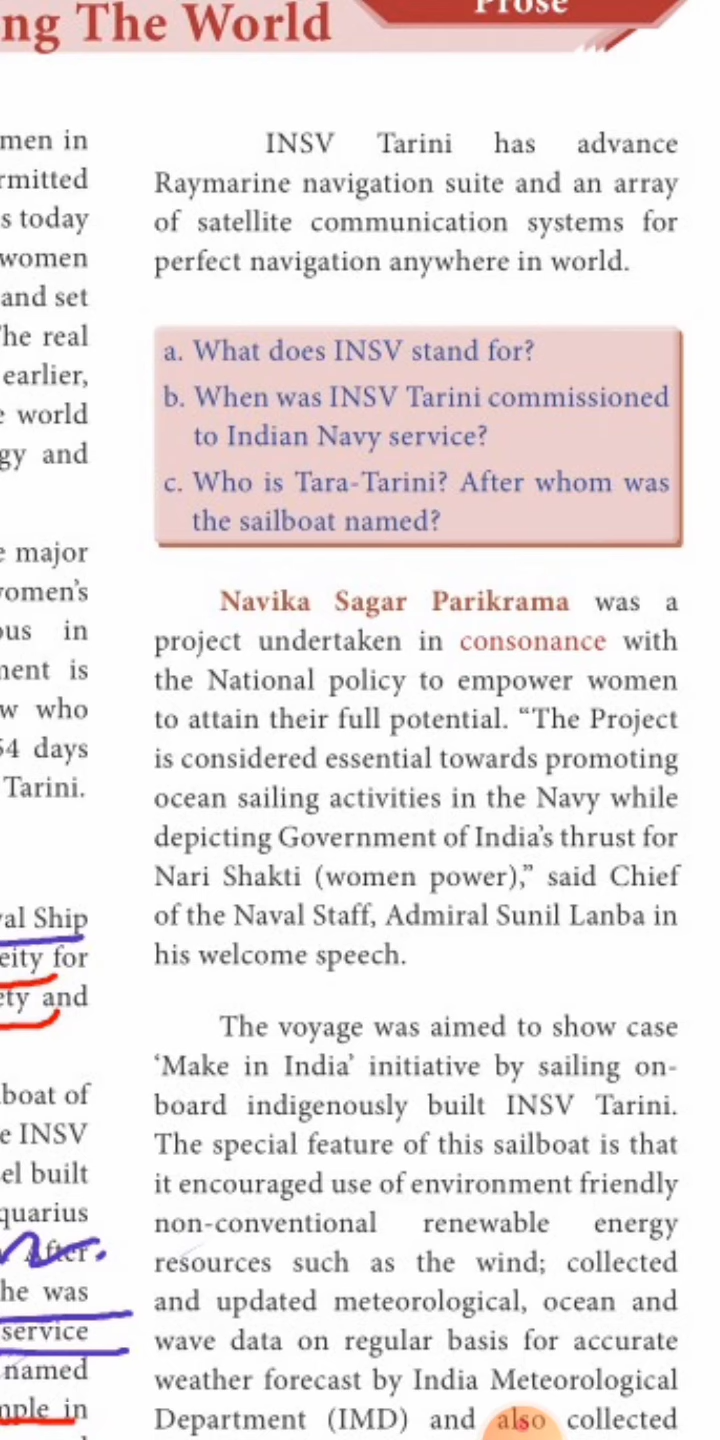 ng The World
Prose
men in
rmitted
s today
women
and set
he real
earlier,
e world
gy and
e major
women's
ous in
ment is
w who
54 days
Tarini.
val Ship
eity for
ety and
boat of
e INSV
el built
quarius
After
he was
service
named
mple in
INSV Tarini has advance
Raymarine navigation suite and an array
of satellite communication systems for
perfect navigation anywhere in world.
a. What does INSV stand for?
b. When was INSV Tarini commissioned
to Indian Navy service?
c. Who is Tara-Tarini? After whom was
the sailboat named?
Navika Sagar Parikrama was a
project undertaken in consonance with
the National policy to empower women
to attain their full potential. “The Project
is considered essential towards promoting
ocean sailing activities in the Navy while
depicting Government of India’s thrust for
Nari Shakti (women power),” said Chief
of the Naval Staff, Admiral Sunil Lanba in
his welcome speech.
The voyage was aimed to show case
‘Make in India’ initiative by sailing on-
board indigenously built INSV Tarini.
The special feature of this sailboat is that
it encouraged use of environment friendly
non-conventional renewable energy
resources such as the wind; collected
and updated meteorological, ocean and
wave data on regular basis for accurate
weather forecast by India Meteorological
Department (IMD) and also collected